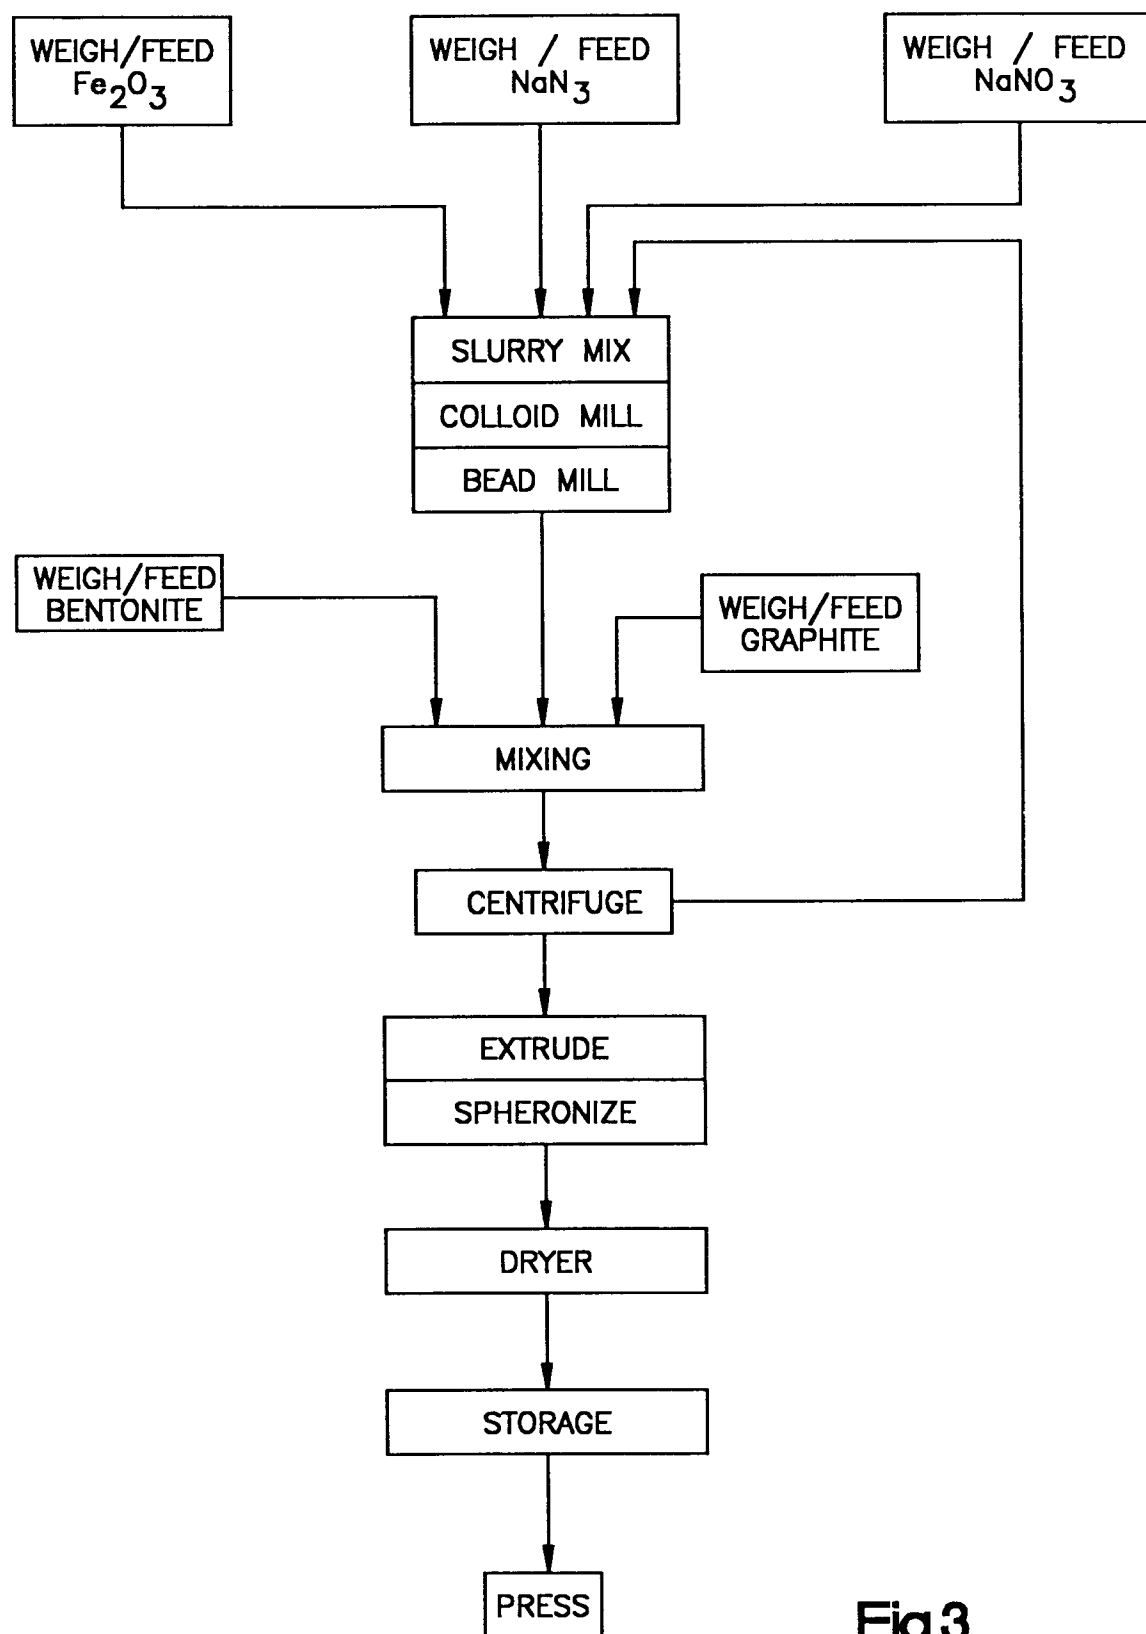 WEIGH/FEED
Fe2O3
WEIGH / FEED
NaN3
WEIGH / FEED
NaNO3
SLURRY MIX
COLLOID MILL
BEAD MILL
WEIGH/FEED
BENTONITE
WEIGH/FEED
GRAPHITE
MIXING
CENTRIFUGE
EXTRUDE
SPHERONIZE
DRYER
STORAGE
PRESS
Fig.3